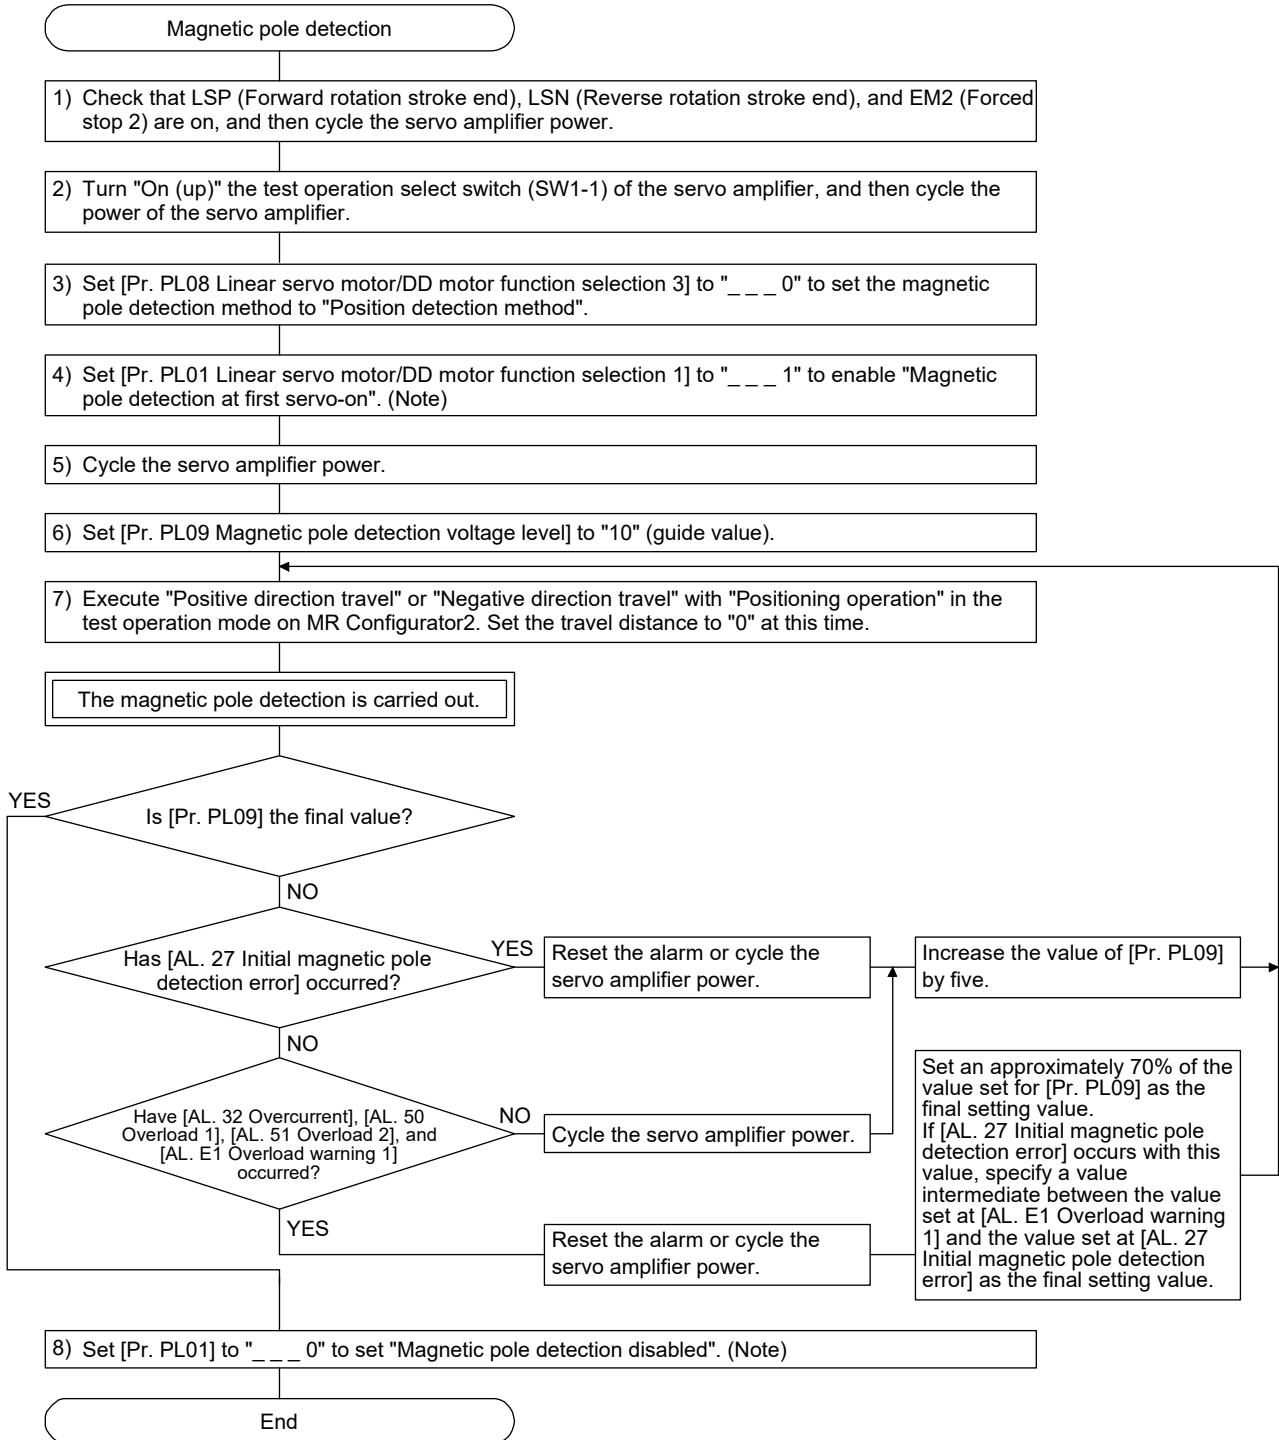 Magnetic pole detection
1) Check that LSP (Forward rotation stroke end), LSN (Reverse rotation stroke end), and EM2 (Forced
stop 2) are on, and then cycle the servo amplifier power.
2) Turn "On (up)" the test operation select switch (SW1-1) of the servo amplifier, and then cycle the
power of the servo amplifier.
3) Set [Pr. PL08 Linear servo motor/DD motor function selection 3] to "_ _ _ 0" to set the magnetic
pole detection method to "Position detection method".
4) Set [Pr. PL01 Linear servo motor/DD motor function selection 1] to "_ _ _ 1" to enable "Magnetic
pole detection at first servo-on". (Note)
5) Cycle the servo amplifier power.
6) Set [Pr. PL09 Magnetic pole detection voltage level] to "10" (guide value).
7) Execute "Positive direction travel" or "Negative direction travel" with "Positioning operation" in the
test operation mode on MR Configurator2. Set the travel distance to "0" at this time.
The magnetic pole detection is carried out.
YES
Is [Pr. PL09] the final value?
NO
Has [AL. 27 Initial magnetic pole
detection error] occurred?
YES
Reset the alarm or cycle the
servo amplifier power.
Increase the value of [Pr. PL09]
by five.
NO
Have [AL. 32 Overcurrent], [AL. 50
Overload 1], [AL. 51 Overload 2], and
[AL. E1 Overload warning 1]
occurred?
NO
Cycle the servo amplifier power.
YES
Reset the alarm or cycle the
servo amplifier power.
Set an approximately 70% of the
value set for [Pr. PL09] as the
final setting value.
If [AL. 27 Initial magnetic pole
detection error] occurs with this
value, specify a value
intermediate between the value
set at [AL. E1 Overload warning
1] and the value set at [AL. 27
Initial magnetic pole detection
error] as the final setting value.
8) Set [Pr. PL01] to "_ _ _ 0" to set "Magnetic pole detection disabled". (Note)
End